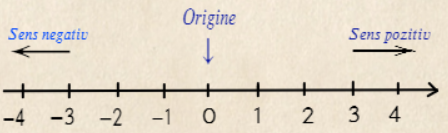 Origine
Sens negativ Sens pozitiv
-4 -3 -2 -1 0 1 2 3 4